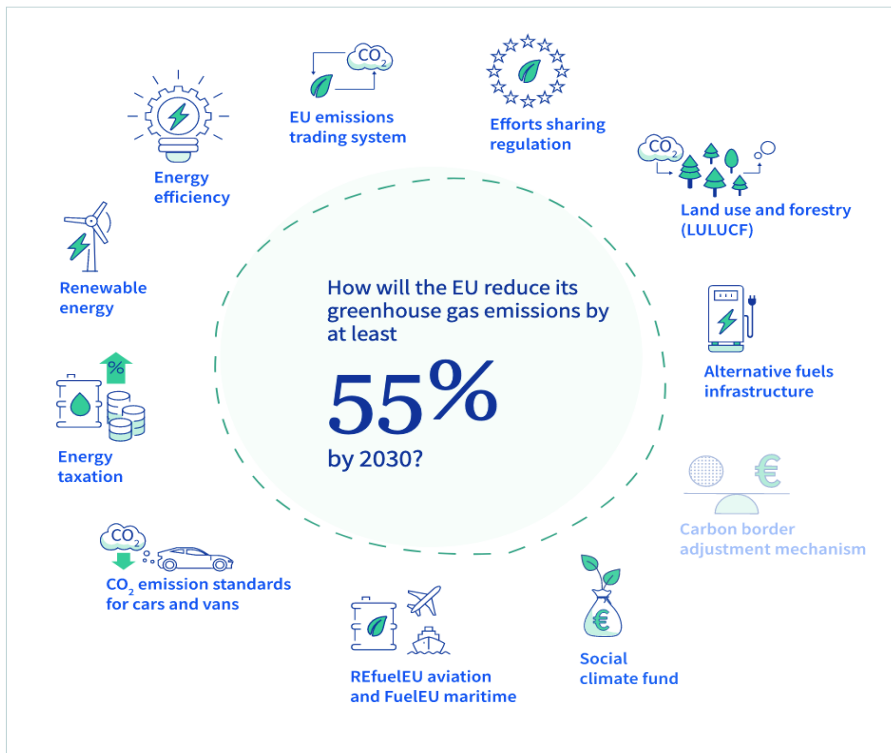 CO2
EU emissions
trading system
Efforts sharing
regulation
CO2
Land use and forestry
(LULUCF)
Energy
efficiency
Renewable
energy
How will the EU reduce its
greenhouse gas emissions by
at least
55%
by 2030?
Alternative fuels
infrastructure
%
Energy
taxation
€
Carbon border
adjustment mechanism
CO2
CO2 emission standards
for cars and vans
REfuelEU aviation
and FuelEU maritime
€
Social
climate fund